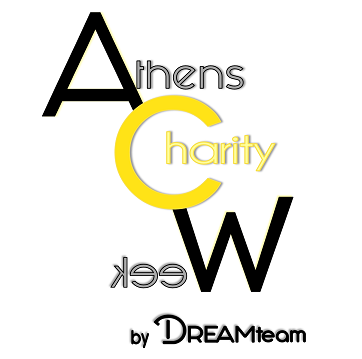 Athens
Charity
Week
by DREAMteam